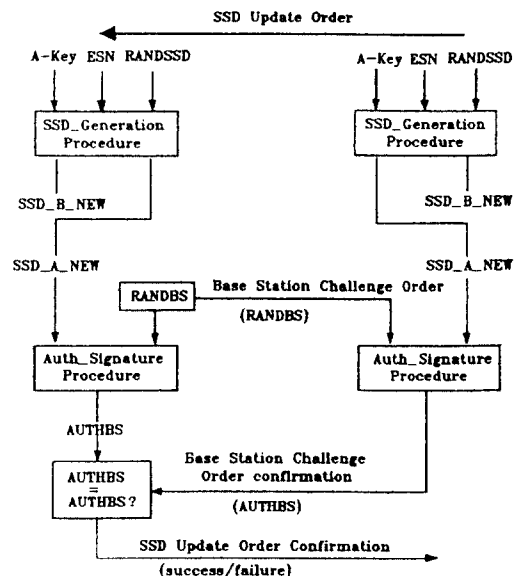 SSD Update Order
A-Key ESN RANDSSD
A-Key ESN RANDSSD
SSD_Generation
Procedure
SSD_Generation
Procedure
SSD_B_NEW
SSD_B_NEW
SSD_A_NEW
SSD_A_NEW
RANDBS
Base Station Challenge Order
(RANDBS)
Auth_Signature
Procedure
Auth_Signature
Procedure
AUTHBS
AUTHBS
=
AUTHBS?
Base Station Challenge
Order confirmation
(AUTHBS)
SSD Update Order Confirmation
(success/failure)